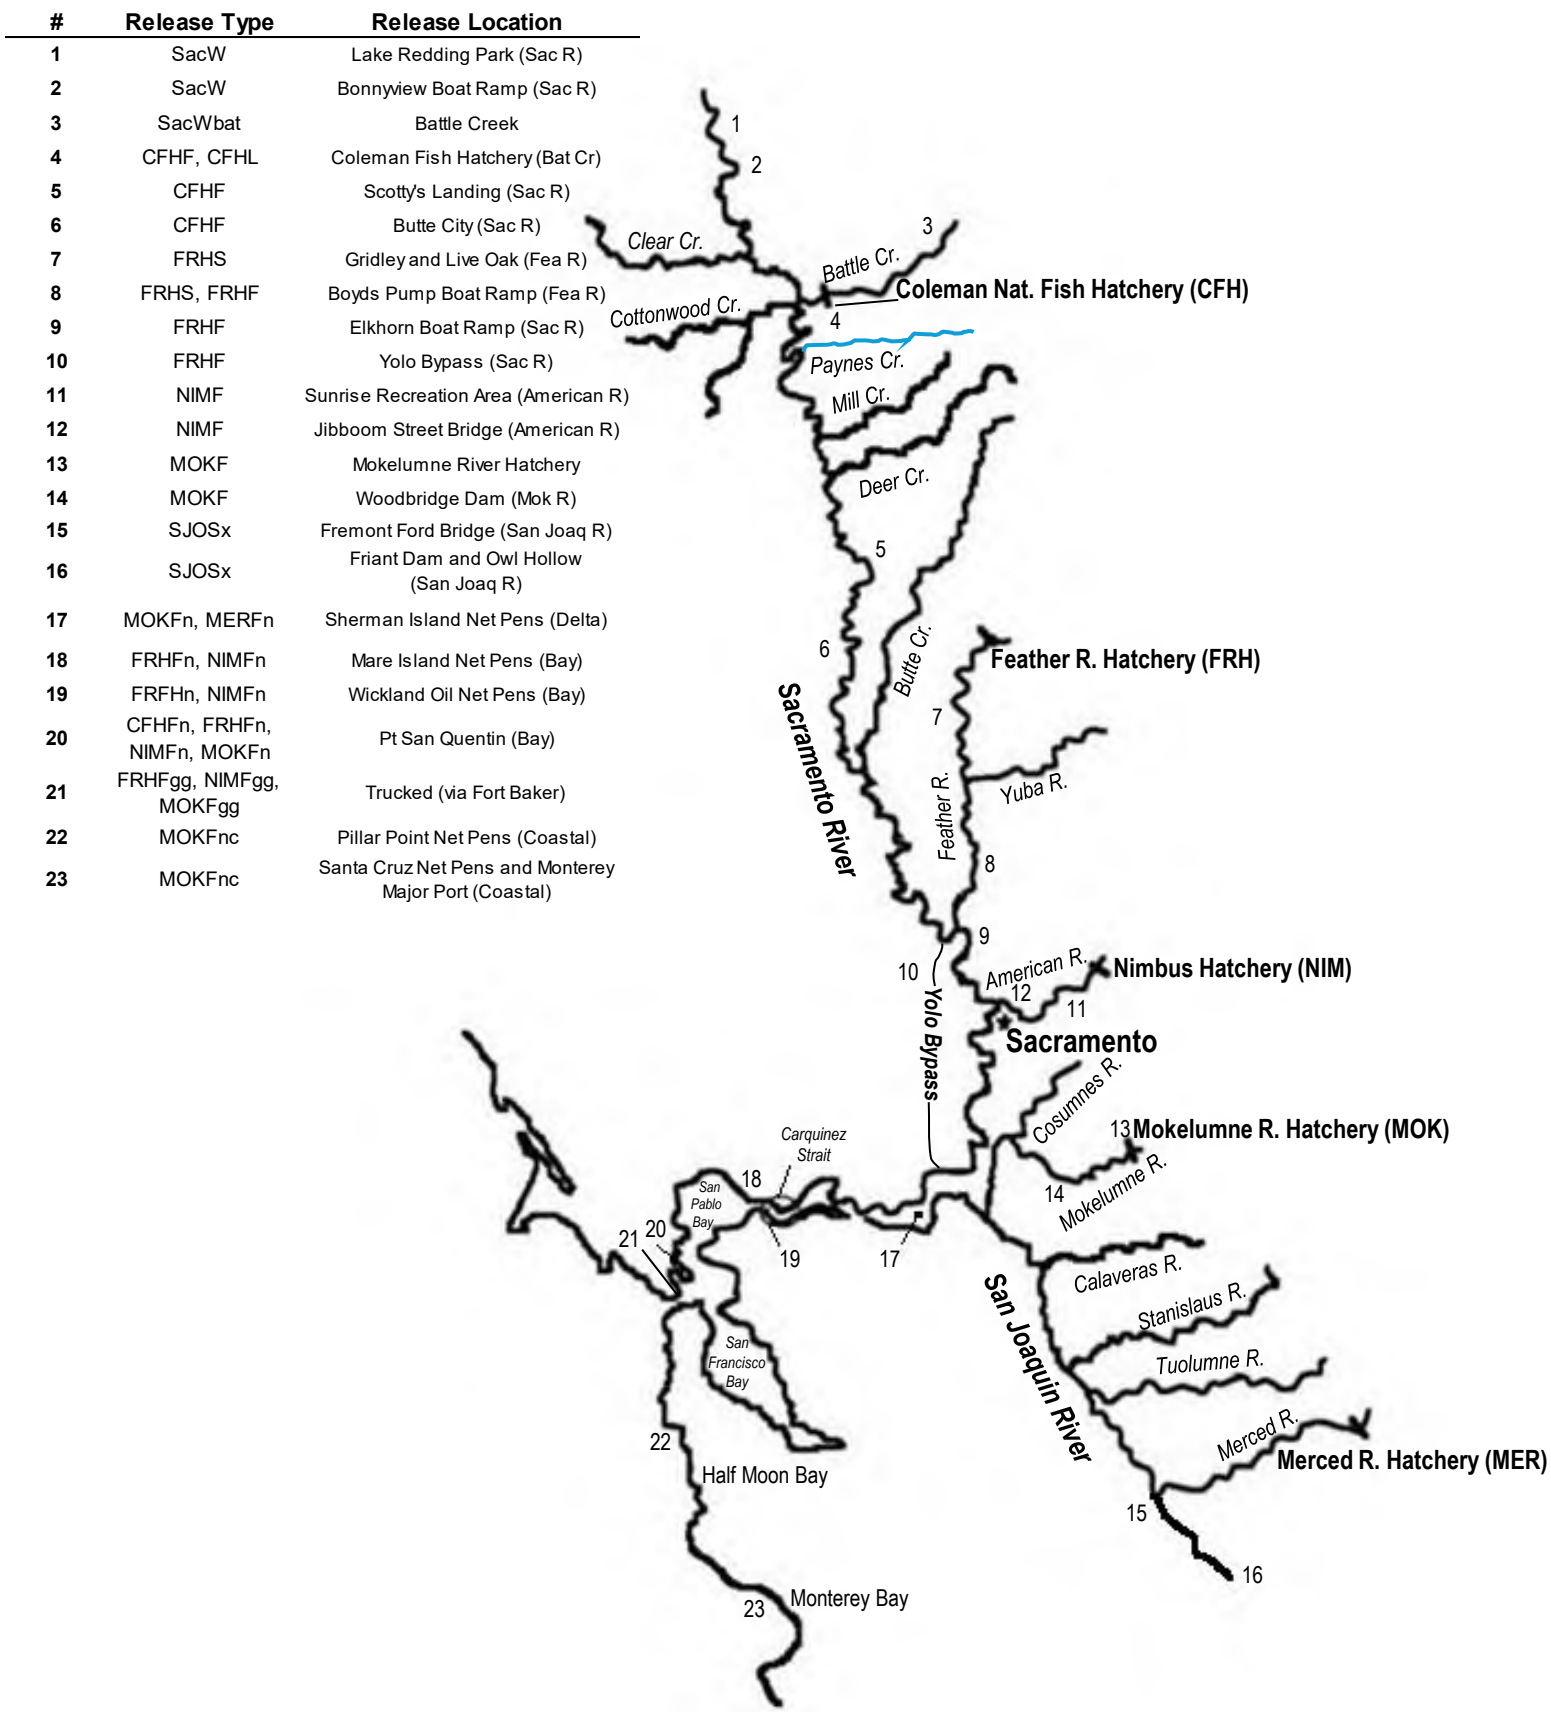 # Release Type Release Location
1 SacW Lake Redding Park (Sac R)
2 SacW Bonnyview Boat Ramp (Sac R)
3 SacWbat Battle Creek
4 CFHF, CFHL Coleman Fish Hatchery (Bat Cr)
5 CFHF Scotty's Landing (Sac R)
6 CFHF Butte City (Sac R)
7 FRHS Gridley and Live Oak (Fea R)
8 FRHS, FRHF Boyds Pump Boat Ramp (Fea R)
9 FRHF Elkhorn Boat Ramp (Sac R)
10 FRHF Yolo Bypass (Sac R)
11 NIMF Sunrise Recreation Area (American R)
12 NIMF Jibboom Street Bridge (American R)
13 MOKF Mokelumne River Hatchery
14 MOKF Woodbridge Dam (Mok R)
15 SJOSx Fremont Ford Bridge (San Joaq R)
16 SJOSx Friant Dam and Owl Hollow
(San Joaq R)
17 MOKFn, MERFn Sherman Island Net Pens (Delta)
18 FRHFn, NIMFn Mare Island Net Pens (Bay)
19 FRFHn, NIMFn Wickland Oil Net Pens (Bay)
20 CFHFn, FRHFn,
NIMFn, MOKFn Pt San Quentin (Bay)
21 FRHFgg, NIMFgg,
MOKFgg Trucked (via Fort Baker)
22 MOKFnc Pillar Point Net Pens (Coastal)
23 MOKFnc Santa Cruz Net Pens and Monterey
Major Port (Coastal)
1
2
3
Clear Cr.
Battle Cr.
Coleman Nat. Fish Hatchery (CFH)
Cottonwood Cr.
4
Paynes Cr.
Mill Cr.
Deer Cr.
5
6
Butte Cr.
Feather R. Hatchery (FRH)
Sacramento River
7
Yuba R.
Feather R.
8
9
10
American R.
Nimbus Hatchery (NIM)
12
11
Yolo Bypass
Sacramento
Cosumnes R.
13
Mokelumne R. Hatchery (MOK)
Carquinez
Strait
18
14
Mokelumne R.
San
Pablo
Bay
21
20
19
17
Calaveras R.
San Joaquin River
Stanislaus R.
San
Francisco
Bay
Tuolumne R.
22
Merced R.
Merced R. Hatchery (MER)
Half Moon Bay
15
16
Monterey Bay
23